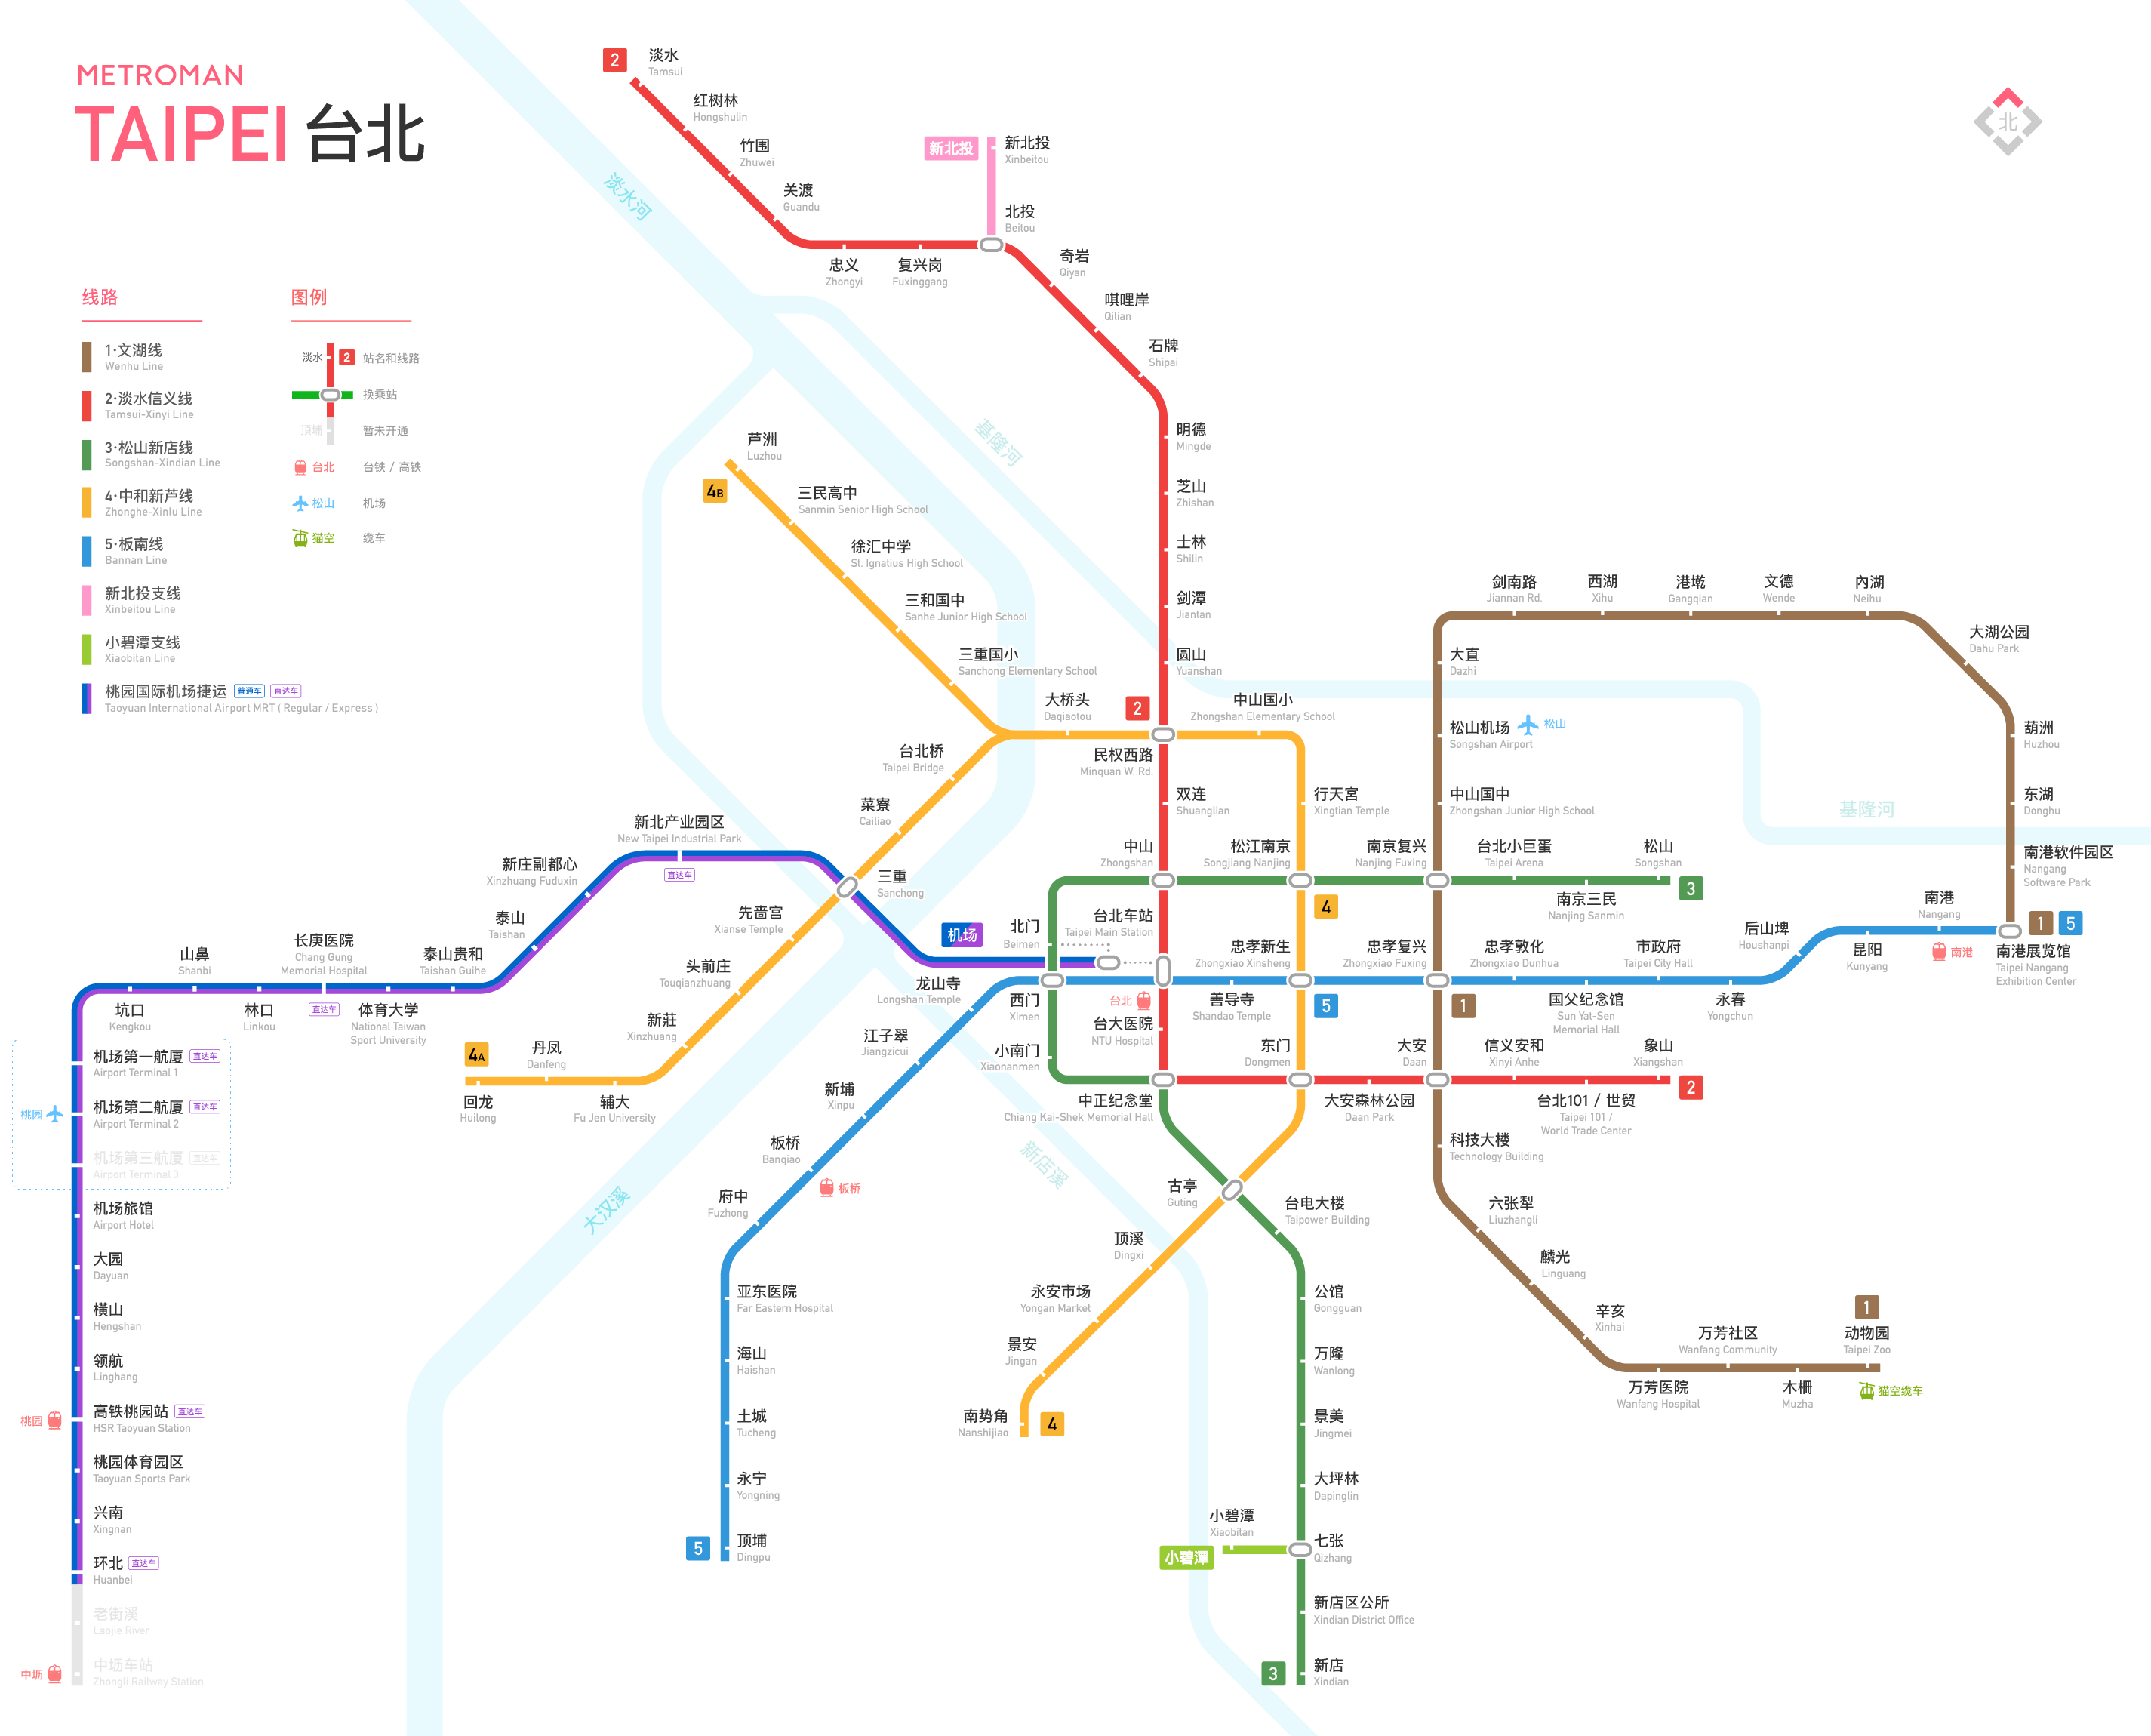 METROMAN
TAIPEI 台北
北
线路
1·文湖线
Wenhu Line
2·淡水信义线
Tamsui-Xinyi Line
3·松山新店线
Songshan-Xindian Line
4·中和新芦线
Zhonghe-Xinlu Line
5·板南线
Bannan Line
新北投支线
Xinbeitou Line
小碧潭支线
Xiaobitan Line
桃园国际机场捷运 普通车 直达车
Taoyuan International Airport MRT ( Regular / Express )
图例
淡水 2 站名和线路
换乘站
頂埔 暂未开通
台北 台铁 / 高铁
松山 机场
猫空 缆车
淡水河
基隆河
基隆河
大汉溪
新店溪
2
淡水
Tamsui
红树林
Hongshulin
竹围
Zhuwei
关渡
Guandu
忠义
Zhongyi
复兴岗
Fuxinggang
新北投
新北投
Xinbeitou
北投
Beitou
奇岩
Qiyan
唭哩岸
Qilian
石牌
Shipai
明德
Mingde
芝山
Zhishan
士林
Shilin
剑潭
Jiantan
圆山
Yuanshan
2
民权西路
Minquan W. Rd.
双连
Shuanglian
中山
Zhongshan
台北车站
Taipei Main Station
台北
台大医院
NTU Hospital
中正纪念堂
Chiang Kai-Shek Memorial Hall
东门
Dongmen
大安森林公园
Daan Park
大安
Daan
信义安和
Xinyi Anhe
台北101 / 世贸
Taipei 101 /
World Trade Center
象山
Xiangshan
2
4B
芦洲
Luzhou
三民高中
Sanmin Senior High School
徐汇中学
St. Ignatius High School
三和国中
Sanhe Junior High School
三重国小
Sanchong Elementary School
大桥头
Daqiaotou
中山国小
Zhongshan Elementary School
行天宮
Xingtian Temple
松江南京
Songjiang Nanjing
4
忠孝新生
Zhongxiao Xinsheng
台北桥
Taipei Bridge
菜寮
Cailiao
三重
Sanchong
先啬宫
Xianse Temple
头前庄
Touqianzhuang
新莊
Xinzhuang
4A
丹凤
Danfeng
回龙
Huilong
辅大
Fu Jen University
古亭
Guting
顶溪
Dingxi
永安市场
Yongan Market
景安
Jingan
南势角
Nanshijiao
4
剑南路
Jiannan Rd.
西湖
Xihu
港墘
Gangqian
文德
Wende
內湖
Neihu
大湖公园
Dahu Park
葫洲
Huzhou
东湖
Donghu
南港软件园区
Nangang
Software Park
1 5
南港展览馆
Taipei Nangang
Exhibition Center
大直
Dazhi
松山机场 松山
Songshan Airport
中山国中
Zhongshan Junior High School
南京复兴
Nanjing Fuxing
忠孝复兴
Zhongxiao Fuxing
1
科技大楼
Technology Building
六张犁
Liuzhangli
麟光
Linguang
辛亥
Xinhai
万芳医院
Wanfang Hospital
万芳社区
Wanfang Community
木栅
Muzha
1
动物园
Taipei Zoo
猫空缆车
台北小巨蛋
Taipei Arena
南京三民
Nanjing Sanmin
松山
Songshan
3
北门
Beimen
西门
Ximen
小南门
Xiaonanmen
台电大楼
Taipower Building
公馆
Gongguan
万隆
Wanlong
景美
Jingmei
大坪林
Dapinglin
小碧潭
Xiaobitan
小碧潭
七张
Qizhang
新店区公所
Xindian District Office
3
新店
Xindian
南港
Nangang
南港
昆阳
Kunyang
后山埤
Houshanpi
永春
Yongchun
市政府
Taipei City Hall
国父纪念馆
Sun Yat-Sen
Memorial Hall
忠孝敦化
Zhongxiao Dunhua
5
善导寺
Shandao Temple
龙山寺
Longshan Temple
江子翠
Jiangzicui
新埔
Xinpu
板桥
Banqiao
板桥
府中
Fuzhong
亚东医院
Far Eastern Hospital
海山
Haishan
土城
Tucheng
永宁
Yongning
5
顶埔
Dingpu
机场
新北产业园区
New Taipei Industrial Park
直达车
新庄副都心
Xinzhuang Fuduxin
泰山
Taishan
泰山贵和
Taishan Guihe
体育大学
National Taiwan
Sport University
长庚医院
Chang Gung
Memorial Hospital
直达车
林口
Linkou
山鼻
Shanbi
坑口
Kengkou
桃园
机场第一航厦 直达车
Airport Terminal 1
机场第二航厦 直达车
Airport Terminal 2
机场第三航厦 直达车
Airport Terminal 3
机场旅馆
Airport Hotel
大园
Dayuan
橫山
Hengshan
领航
Linghang
桃园
高铁桃园站 直达车
HSR Taoyuan Station
桃园体育园区
Taoyuan Sports Park
兴南
Xingnan
环北 直达车
Huanbei
老街溪
Laojie River
中坜
中坜车站
Zhongli Railway Station